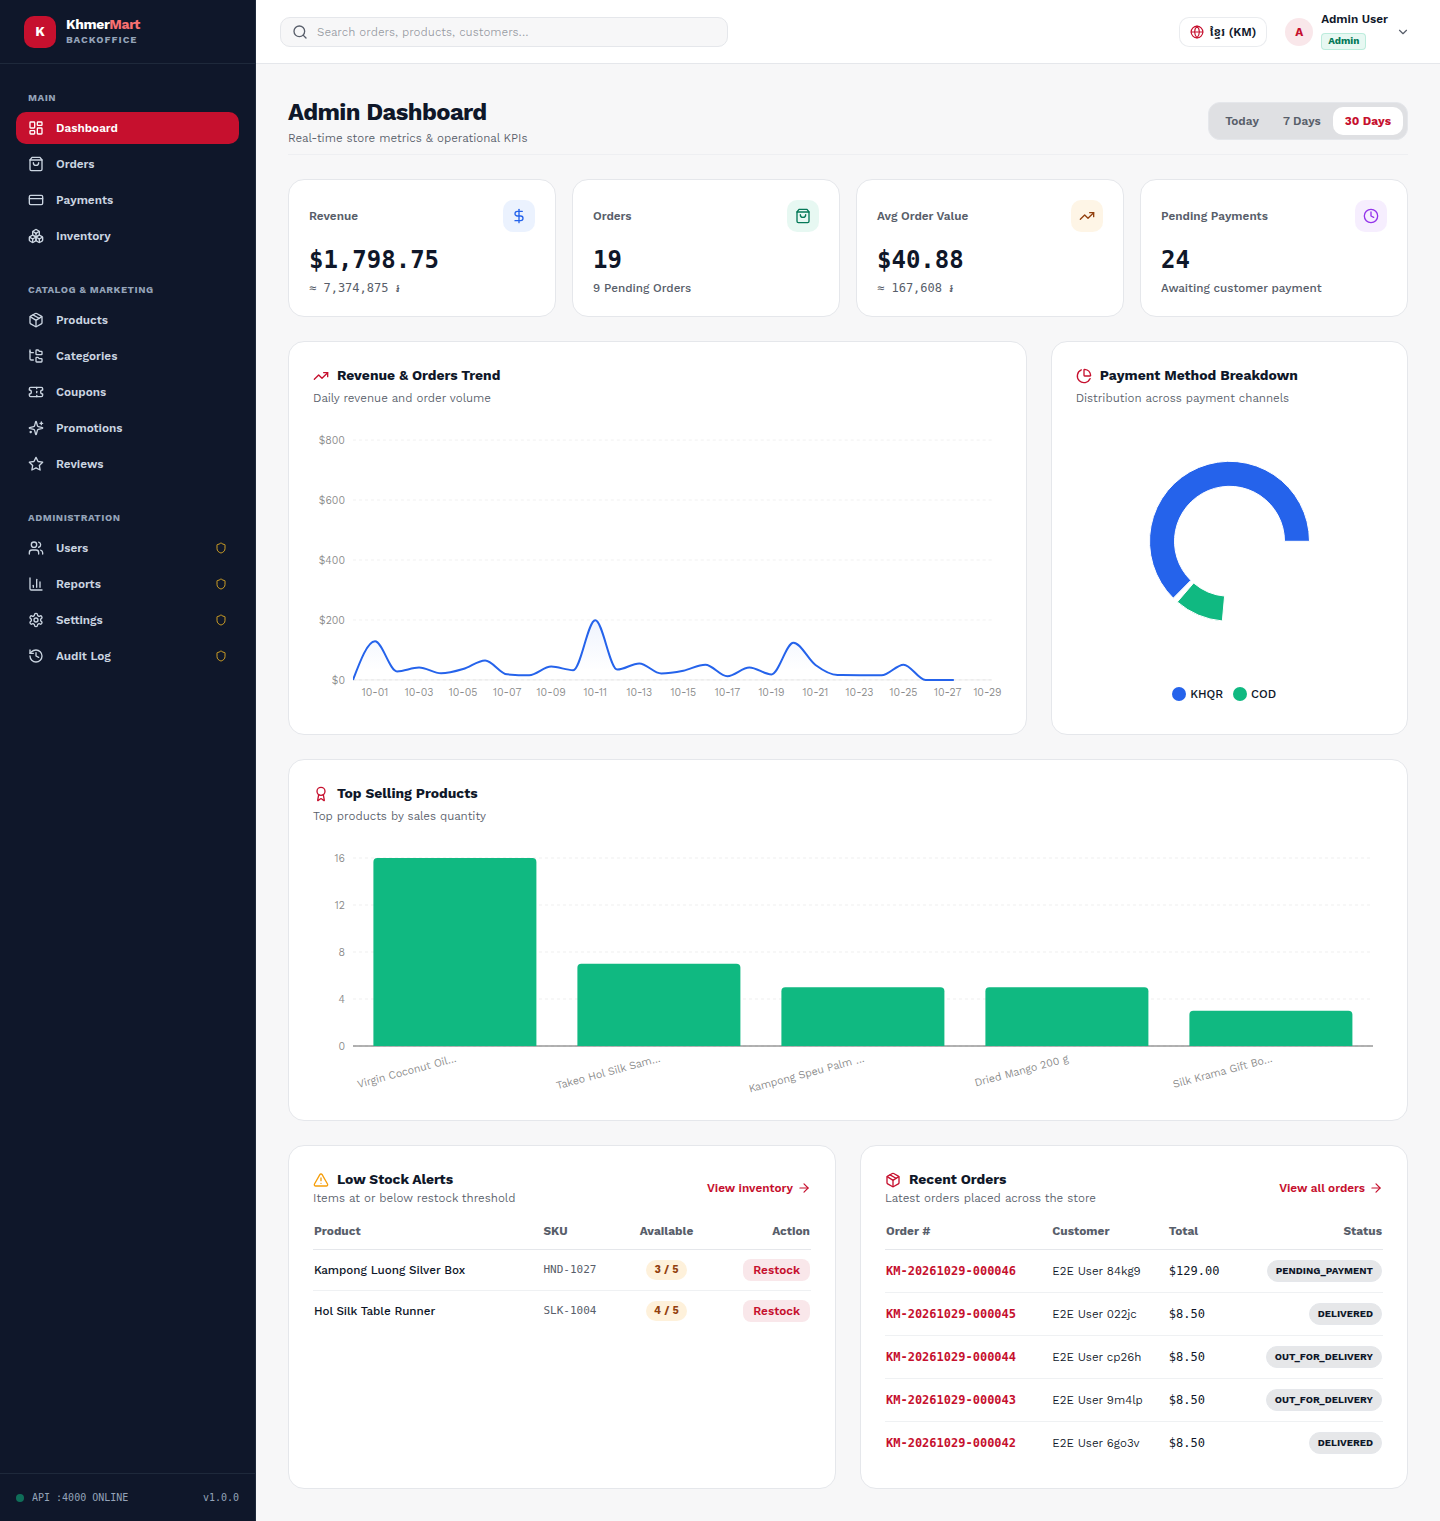 K
KhmerMart
BACKOFFICE
Search orders, products, customers...
ខ្មែរ (KM)
A
Admin User
Admin
MAIN
Dashboard
Orders
Payments
Inventory
CATALOG & MARKETING
Products
Categories
Coupons
Promotions
Reviews
ADMINISTRATION
Users
Reports
Settings
Audit Log
API :4000 ONLINE
v1.0.0
Admin Dashboard
Real-time store metrics & operational KPIs
Today
7 Days
30 Days
Revenue
$1,798.75
≈ 7,374,875 ៛
Orders
19
9 Pending Orders
Avg Order Value
$40.88
≈ 167,608 ៛
Pending Payments
24
Awaiting customer payment
Revenue & Orders Trend
Daily revenue and order volume
$800
$600
$400
$200
$0
10-01 10-03 10-05 10-07 10-09 10-11 10-13 10-15 10-17 10-19 10-21 10-23 10-25 10-27 10-29
Payment Method Breakdown
Distribution across payment channels
KHQR COD
Top Selling Products
Top products by sales quantity
16
12
8
4
0
Virgin Coconut Oil...
Takeo Hol Silk Sam...
Kampong Speu Palm ...
Dried Mango 200 g
Silk Krama Gift Bo...
Low Stock Alerts
Items at or below restock threshold
View inventory
Product SKU Available Action
Kampong Luong Silver Box HND-1027 3 / 5 Restock
Hol Silk Table Runner SLK-1004 4 / 5 Restock
Recent Orders
Latest orders placed across the store
View all orders
Order # Customer Total Status
KM-20261029-000046 E2E User 84kg9 $129.00 PENDING_PAYMENT
KM-20261029-000045 E2E User 022jc $8.50 DELIVERED
KM-20261029-000044 E2E User cp26h $8.50 OUT_FOR_DELIVERY
KM-20261029-000043 E2E User 9m4lp $8.50 OUT_FOR_DELIVERY
KM-20261029-000042 E2E User 6go3v $8.50 DELIVERED